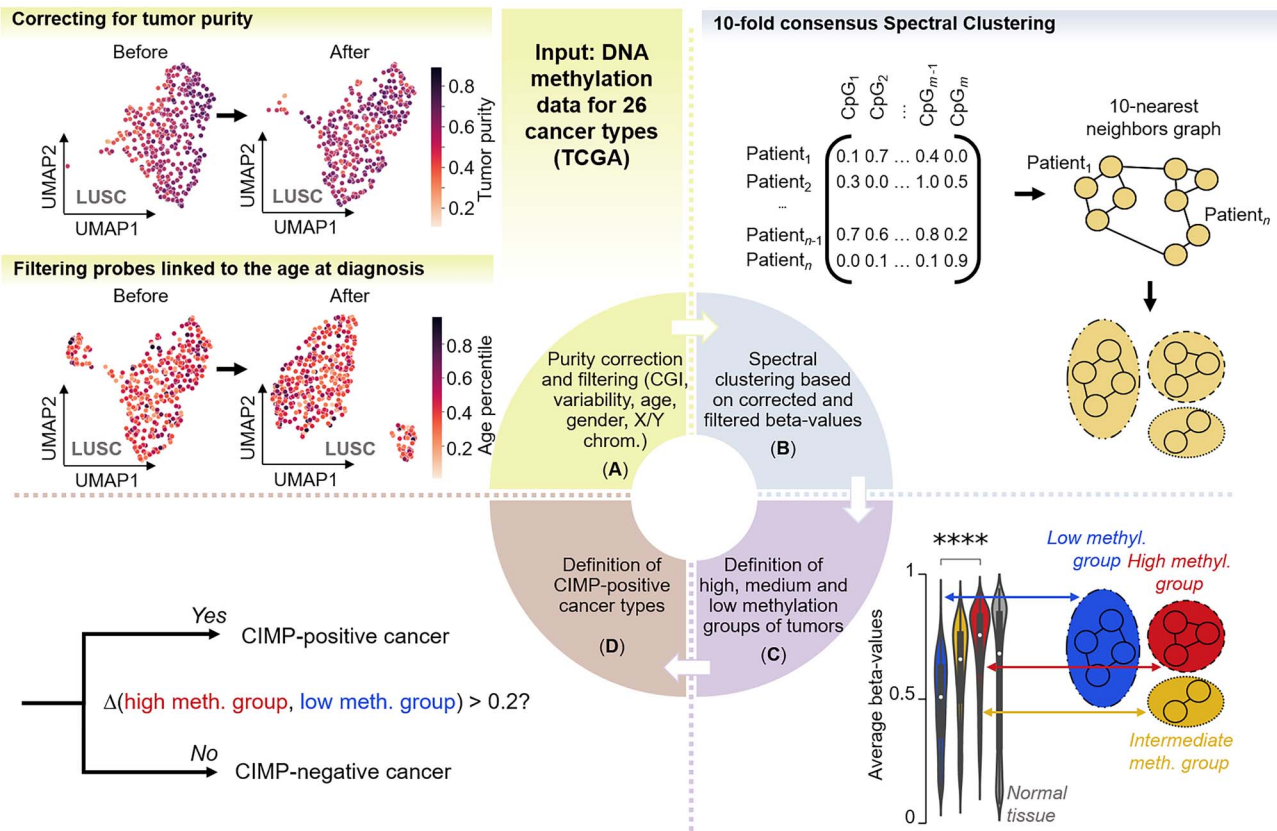 Correcting for tumor purity
Before
After
UMAP2
LUSC
UMAP1
LUSC
0.8
0.6
0.4
0.2
Tumor purity
Filtering probes linked to the age at diagnosis
Before
After
UMAP2
LUSC
UMAP1
UMAP2
LUSC
UMAP1
0.8
0.6
0.4
0.2
Age percentile
Input: DNA
methylation
data for 26
cancer types
(TCGA)
10-fold consensus Spectral Clustering
CpG1 CpG2 ... CpGm-1 CpGm
Patient1 0.1 0.7 ... 0.4 0.0
Patient2 0.3 0.0 ... 1.0 0.5
...
Patientn-1 0.7 0.6 ... 0.8 0.2
Patientn 0.0 0.1 ... 0.1 0.9
10-nearest
neighbors graph
Patient1
Patientn
Purity correction
and filtering (CGI,
variability, age,
gender, X/Y
chrom.)
(A)
Spectral
clustering based
on corrected and
filtered beta-values
(B)
Definition of
high, medium and
low methylation
groups of tumors
(C)
Definition of
CIMP-positive
cancer types
(D)
Yes
CIMP-positive cancer
Δ(high meth. group, low meth. group) > 0.2?
No
CIMP-negative cancer
****
Average beta-values
1
0.5
0
Low methyl.
group
High methyl.
group
Intermediate
meth. group
Normal
tissue
UMAP2
UMAP1